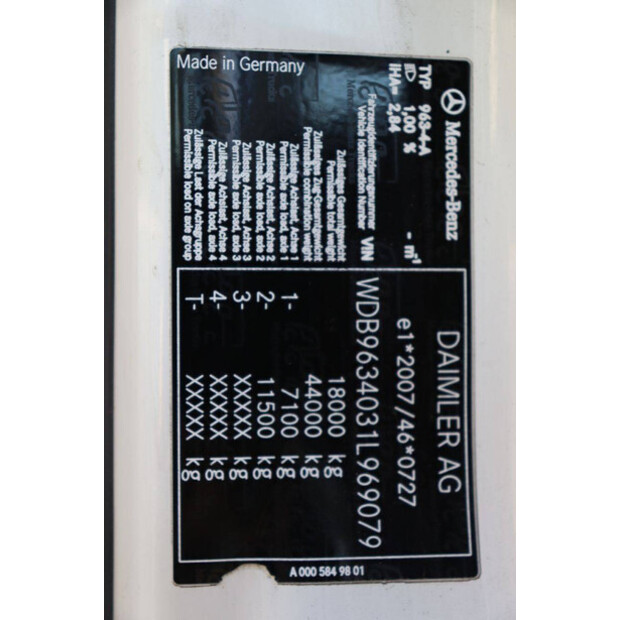 Mercedes-Benz
TYP 963-4-A
1,00 % - m⁻¹
IHA= 2,84
DAIMLER AG
e1*2007/46*0727
Fahrzeugidentifizierungsnummer
Vehicle Identification Number VIN WDB9634031L969079
Zulässiges Gesamtgewicht
Permissible total weight 18000 kg
Zulässiges Zug-Gesamtgewicht
Permissible combination weight 44000 kg
Zulässige Achslast, Achse 1
Permissible axle load, axle 1 1- 7100 kg
Zulässige Achslast, Achse 2
Permissible axle load, axle 2 2- 11500 kg
Zulässige Achslast, Achse 3
Permissible axle load, axle 3 3- XXXXX kg
Zulässige Achslast, Achse 4
Permissible axle load, axle 4 4- XXXXX kg
Zulässige Last der Achsgruppe
Permissible load on axle group T- XXXXX kg
Made in Germany
A 000 584 98 01